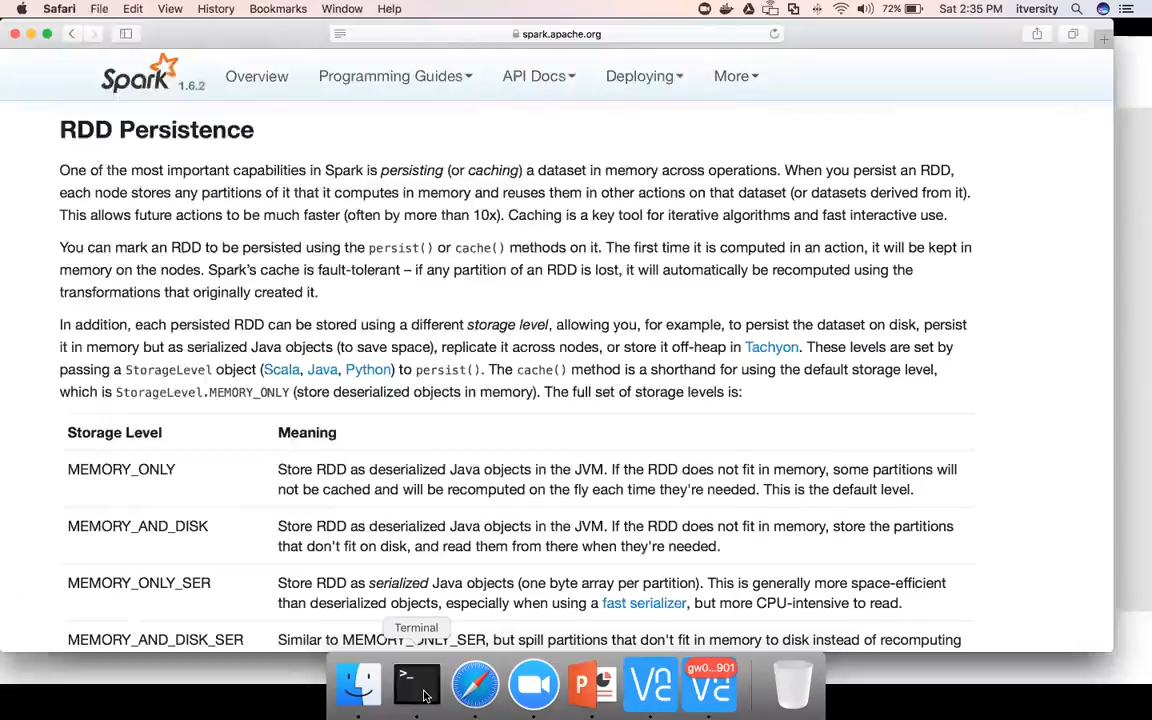 Safari File Edit View History Bookmarks Window Help 72% Sat 2:35 PM itversity
spark.apache.org
Spark 1.6.2 Overview Programming Guides API Docs Deploying More
RDD Persistence
One of the most important capabilities in Spark is persisting (or caching) a dataset in memory across operations. When you persist an RDD,
each node stores any partitions of it that it computes in memory and reuses them in other actions on that dataset (or datasets derived from it).
This allows future actions to be much faster (often by more than 10x). Caching is a key tool for iterative algorithms and fast interactive use.
You can mark an RDD to be persisted using the persist() or cache() methods on it. The first time it is computed in an action, it will be kept in
memory on the nodes. Spark's cache is fault-tolerant – if any partition of an RDD is lost, it will automatically be recomputed using the
transformations that originally created it.
In addition, each persisted RDD can be stored using a different storage level, allowing you, for example, to persist the dataset on disk, persist
it in memory but as serialized Java objects (to save space), replicate it across nodes, or store it off-heap in Tachyon. These levels are set by
passing a StorageLevel object (Scala, Java, Python) to persist(). The cache() method is a shorthand for using the default storage level,
which is StorageLevel.MEMORY_ONLY (store deserialized objects in memory). The full set of storage levels is:
Storage Level Meaning
MEMORY_ONLY Store RDD as deserialized Java objects in the JVM. If the RDD does not fit in memory, some partitions will
not be cached and will be recomputed on the fly each time they're needed. This is the default level.
MEMORY_AND_DISK Store RDD as deserialized Java objects in the JVM. If the RDD does not fit in memory, store the partitions
that don't fit on disk, and read them from there when they're needed.
MEMORY_ONLY_SER Store RDD as serialized Java objects (one byte array per partition). This is generally more space-efficient
than deserialized objects, especially when using a fast serializer, but more CPU-intensive to read.
Terminal
MEMORY_AND_DISK_SER Similar to MEMORY_ONLY_SER, but spill partitions that don't fit in memory to disk instead of recomputing
gw0...901